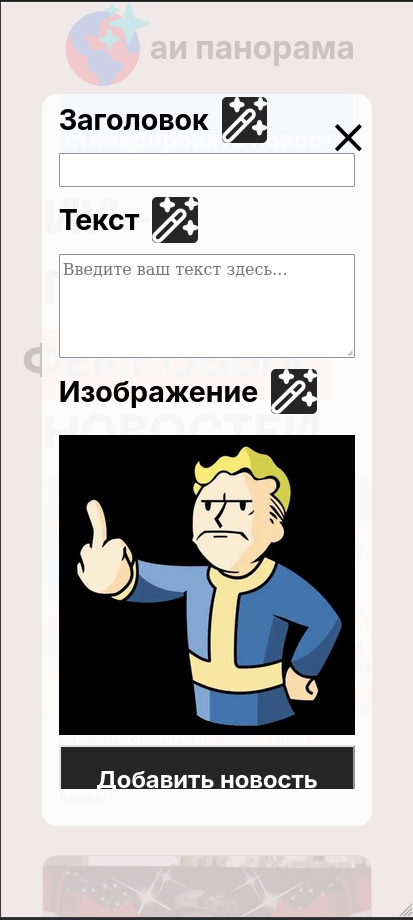 аи панорама
Заголовок
Текст
Введите ваш текст здесь...
Изображение
Добавить новость